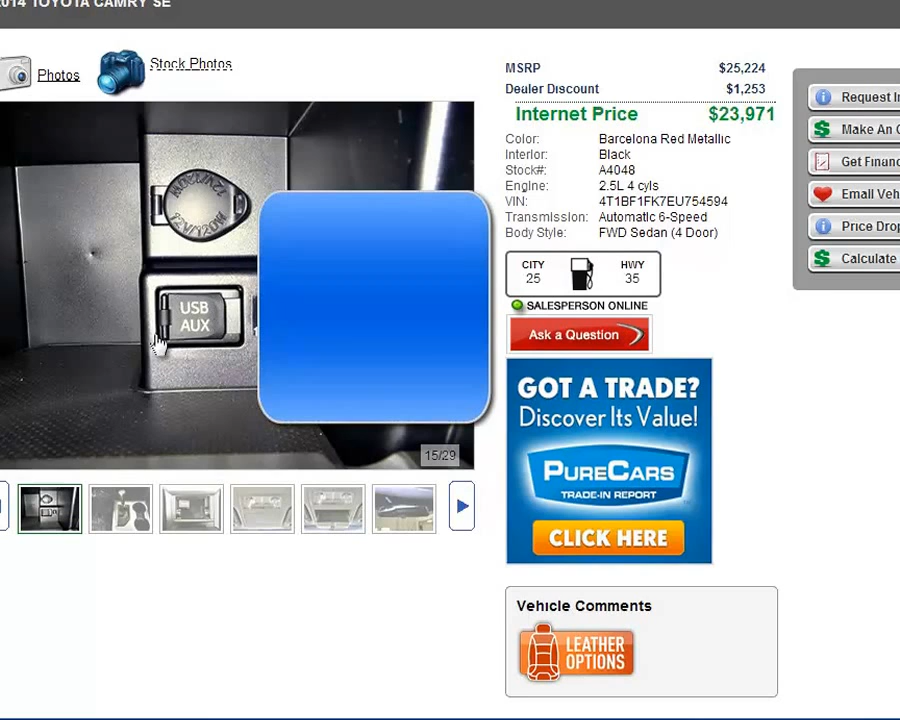 2014 TOYOTA CAMRY SE
Photos
Stock Photos
12V/120W
USB
AUX
15/29
MSRP $25,224
Dealer Discount $1,253
Internet Price $23,971
Color: Barcelona Red Metallic
Interior: Black
Stock#: A4048
Engine: 2.5L 4 cyls
VIN: 4T1BF1FK7EU754594
Transmission: Automatic 6-Speed
Body Style: FWD Sedan (4 Door)
CITY
25
HWY
35
SALESPERSON ONLINE
Ask a Question
GOT A TRADE?
Discover Its Value!
PURECARS
TRADE-IN REPORT
CLICK HERE
Vehicle Comments
LEATHER
OPTIONS
Request
Make An
Get Financ
Email Veh
Price Drop
Calculate